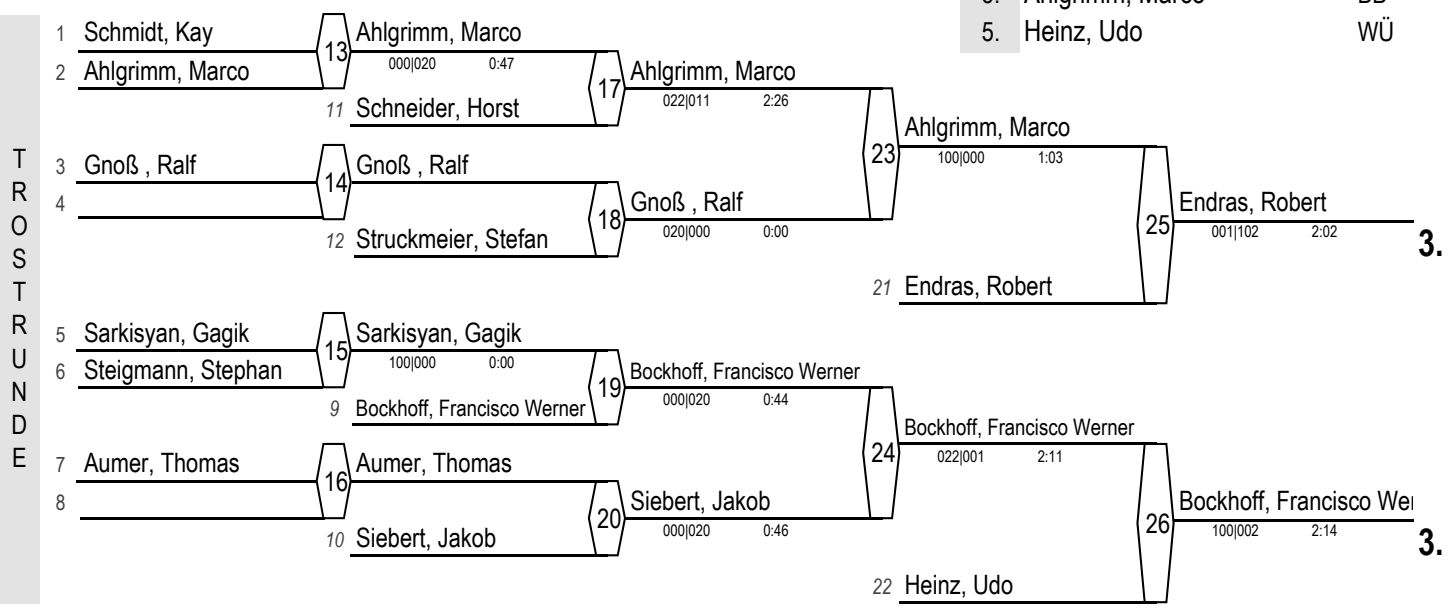 5. Heinz, Udo WÜ
TROSTRUNDE
1 Schmidt, Kay
2 Ahlgrimm, Marco
13
Ahlgrimm, Marco
000|020 0:47
11 Schneider, Horst
17
Ahlgrimm, Marco
022|011 2:26
3 Gnoß , Ralf
4
14
Gnoß , Ralf
12 Struckmeier, Stefan
18
Gnoß , Ralf
020|000 0:00
23
Ahlgrimm, Marco
100|000 1:03
21 Endras, Robert
25
Endras, Robert
001|102 2:02
3.
5 Sarkisyan, Gagik
6 Steigmann, Stephan
15
Sarkisyan, Gagik
100|000 0:00
9 Bockhoff, Francisco Werner
19
Bockhoff, Francisco Werner
000|020 0:44
7 Aumer, Thomas
8
16
Aumer, Thomas
10 Siebert, Jakob
20
Siebert, Jakob
000|020 0:46
24
Bockhoff, Francisco Werner
022|001 2:11
22 Heinz, Udo
26
Bockhoff, Francisco Wer
100|002 2:14
3.